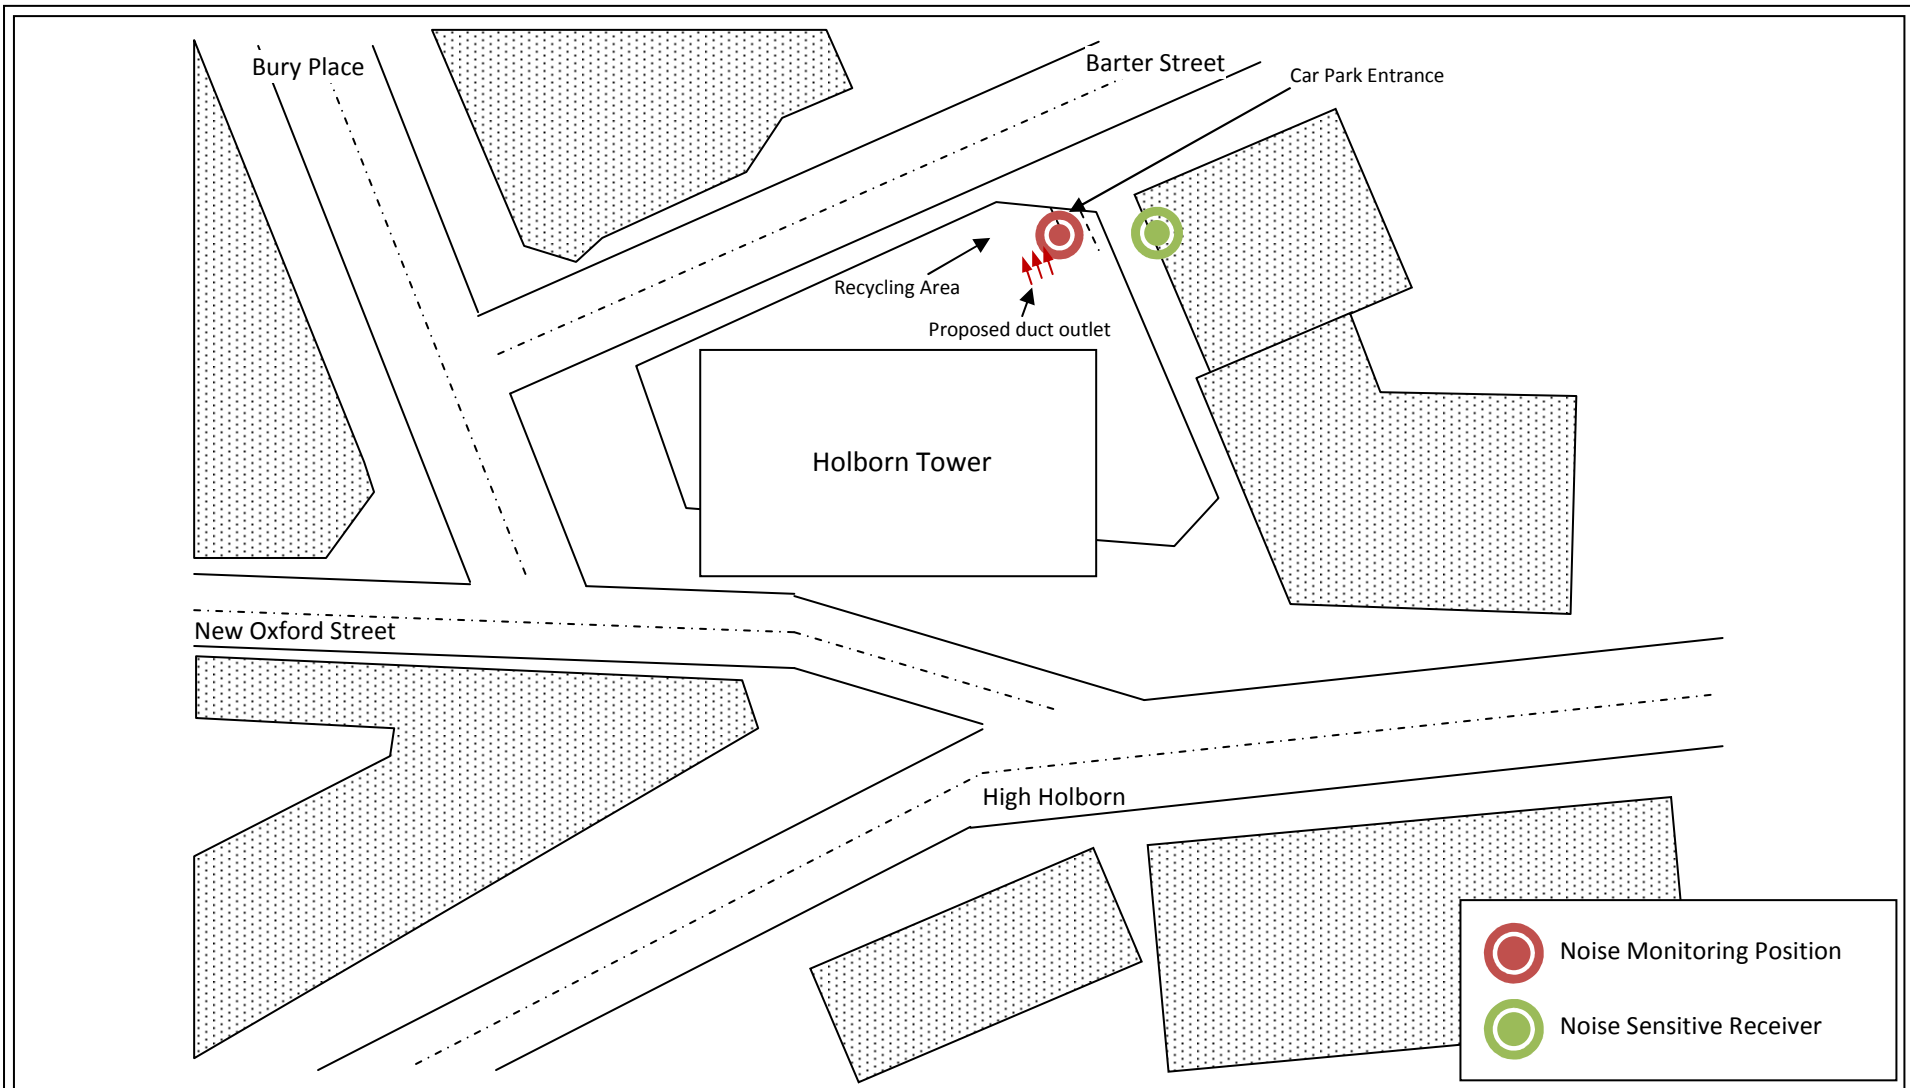 Bury Place
Barter Street
Car Park Entrance
Recycling Area
Proposed duct outlet
Holborn Tower
New Oxford Street
High Holborn
Noise Monitoring Position
Noise Sensitive Receiver